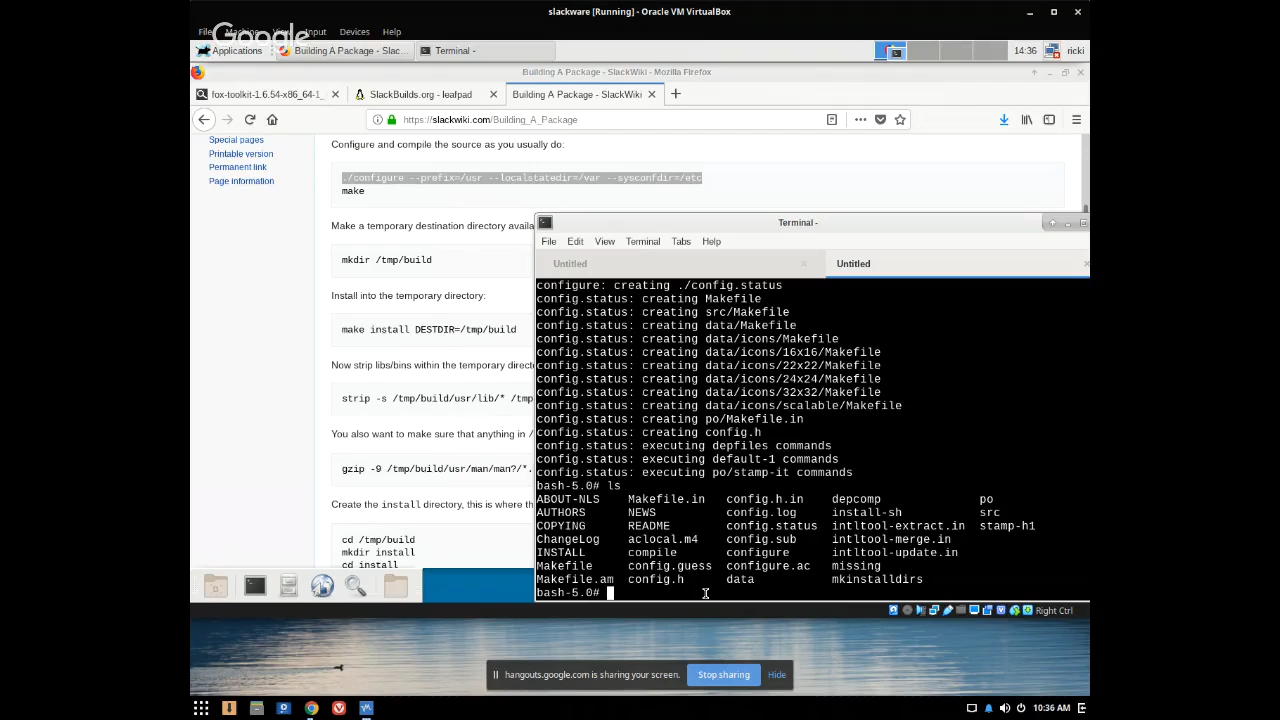 slackware [Running] - Oracle VM VirtualBox
File Machine View Input Devices Help
Google
Applications Building A Package - Slac... Terminal - 14:36 ricki
Building A Package - SlackWiki - Mozilla Firefox
fox-toolkit-1.6.54-x86_64-1_ SlackBuilds.org - leafpad Building A Package - SlackWiki
https://slackwiki.com/Building_A_Package
Special pages
Printable version
Permanent link
Page information
Configure and compile the source as you usually do:
./configure --prefix=/usr --localstatedir=/var --sysconfdir=/etc
make
Make a temporary destination directory availa
mkdir /tmp/build
Install into the temporary directory:
make install DESTDIR=/tmp/build
Now strip libs/bins within the temporary direct
strip -s /tmp/build/usr/lib/* /tmp
You also want to make sure that anything in /
gzip -9 /tmp/build/usr/man/man?/*.
Create the install directory, this is where th
cd /tmp/build
mkdir install
cd install
Terminal -
File Edit View Terminal Tabs Help
Untitled Untitled
configure: creating ./config.status
config.status: creating Makefile
config.status: creating src/Makefile
config.status: creating data/Makefile
config.status: creating data/icons/Makefile
config.status: creating data/icons/16x16/Makefile
config.status: creating data/icons/22x22/Makefile
config.status: creating data/icons/24x24/Makefile
config.status: creating data/icons/32x32/Makefile
config.status: creating data/icons/scalable/Makefile
config.status: creating po/Makefile.in
config.status: creating config.h
config.status: executing depfiles commands
config.status: executing default-1 commands
config.status: executing po/stamp-it commands
bash-5.0# ls
ABOUT-NLS Makefile.in config.h.in depcomp po
AUTHORS NEWS config.log install-sh src
COPYING README config.status intltool-extract.in stamp-h1
ChangeLog aclocal.m4 config.sub intltool-merge.in
INSTALL compile configure intltool-update.in
Makefile config.guess configure.ac missing
Makefile.am config.h data mkinstalldirs
bash-5.0#
Right Ctrl
hangouts.google.com is sharing your screen. Stop sharing Hide
10:36 AM